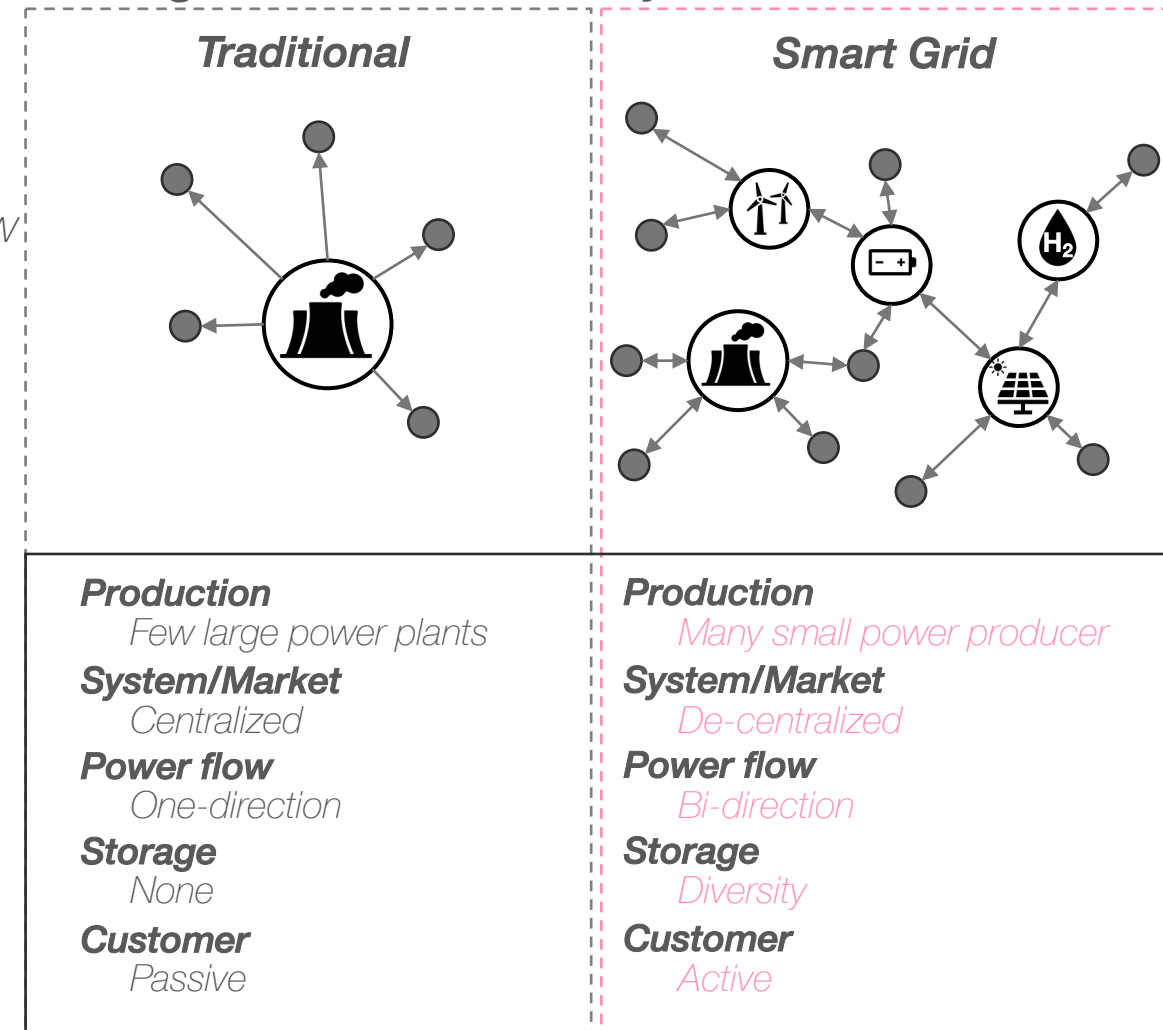 Traditional
Production
Few large power plants
System/Market
Centralized
Power flow
One-direction
Storage
None
Customer
Passive
Smart Grid
H2
Production
Many small power producer
System/Market
De-centralized
Power flow
Bi-direction
Storage
Diversity
Customer
Active